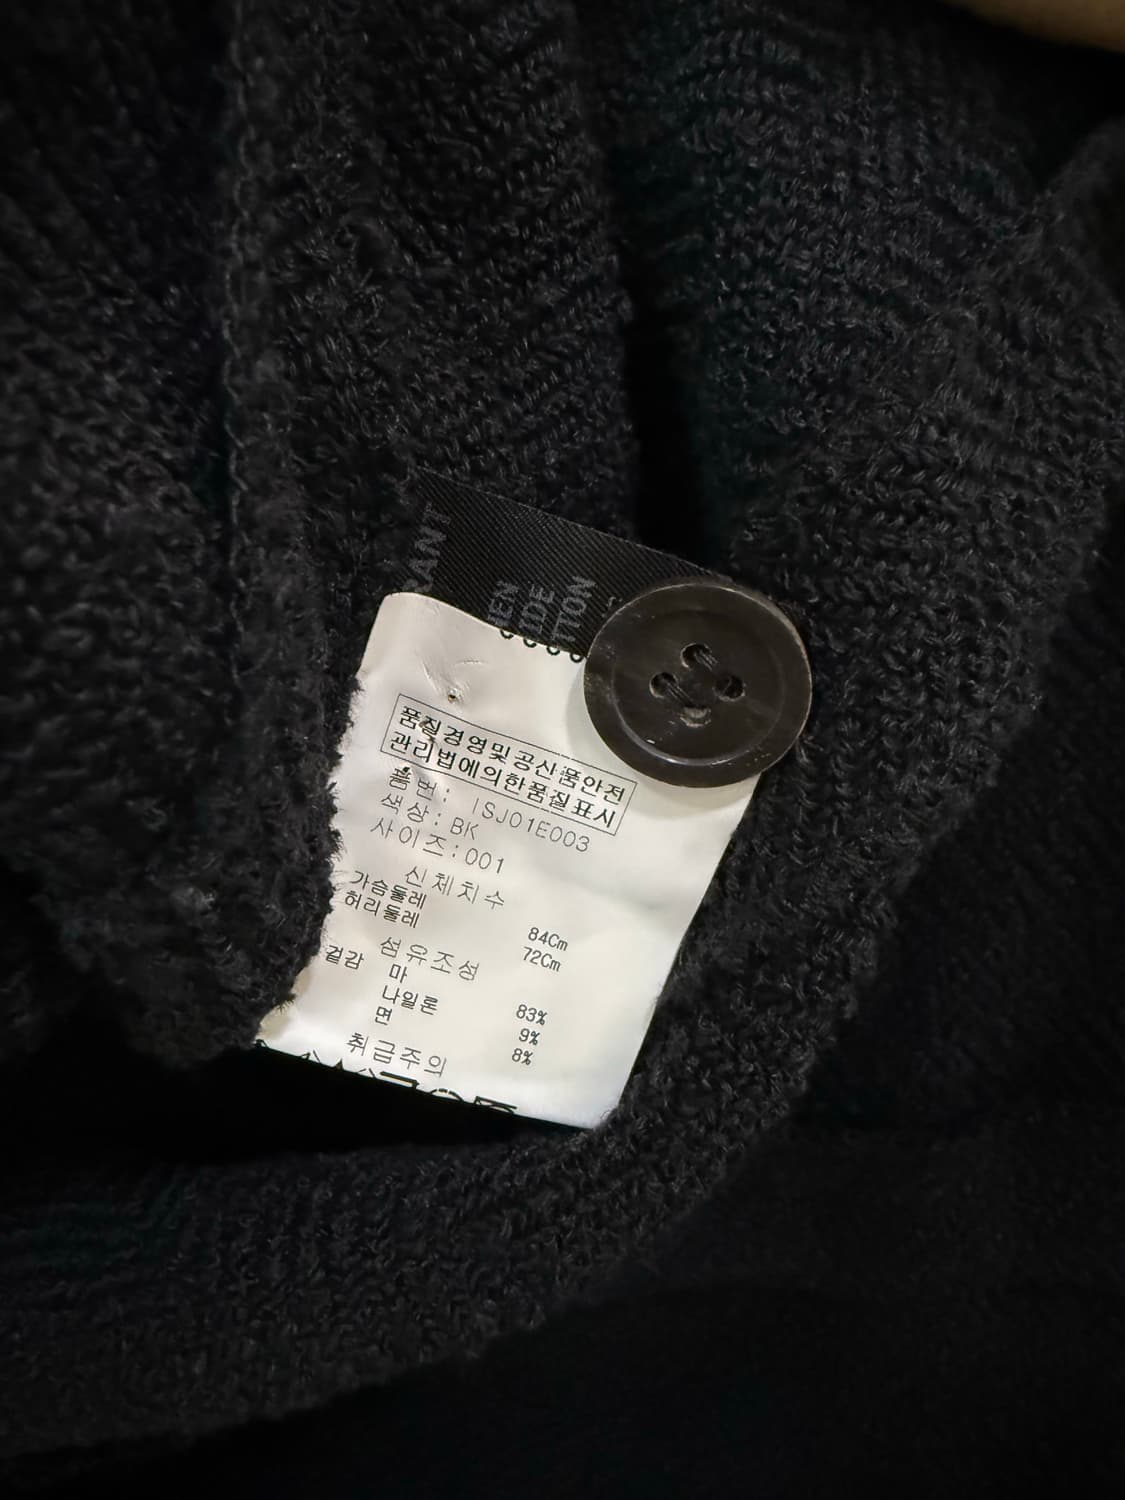 품질경영및공산품안전
관리법에의한품질표시
품번: ISJ01E003
색상: BK
사이즈: 001
신체치수
가슴둘레 84Cm
허리둘레 72Cm
섬유조성
겉감 마 83%
나일론 9%
면 8%
취급주의